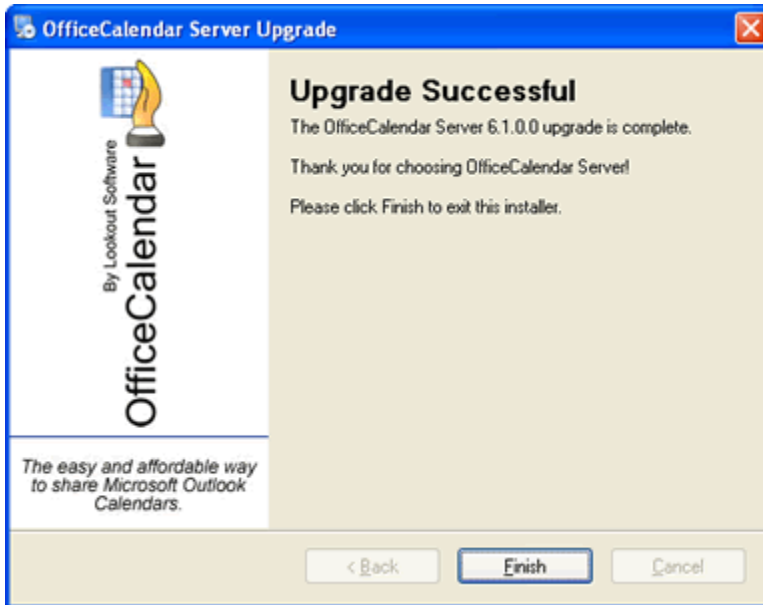 OfficeCalendar Server Upgrade
By Lookout Software
OfficeCalendar
The easy and affordable way
to share Microsoft Outlook
Calendars.
Upgrade Successful
The OfficeCalendar Server 6.1.0.0 upgrade is complete.
Thank you for choosing OfficeCalendar Server!
Please click Finish to exit this installer.
< Back
Finish
Cancel